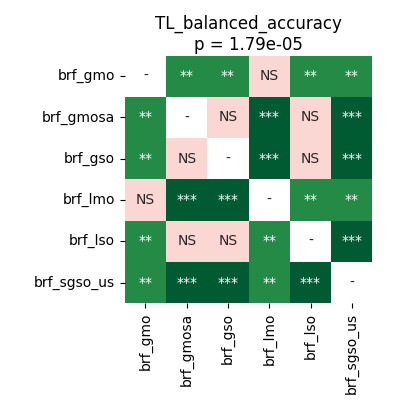 TL_balanced_accuracy
p = 1.79e-05
brf_gmo - ** ** NS ** **
brf_gmosa ** - NS *** NS ***
brf_gso ** NS - *** NS ***
brf_lmo NS *** *** - ** **
brf_lso ** NS NS ** - ***
brf_sgso_us ** *** *** ** *** -
brf_gmo
brf_gmosa
brf_gso
brf_lmo
brf_lso
brf_sgso_us